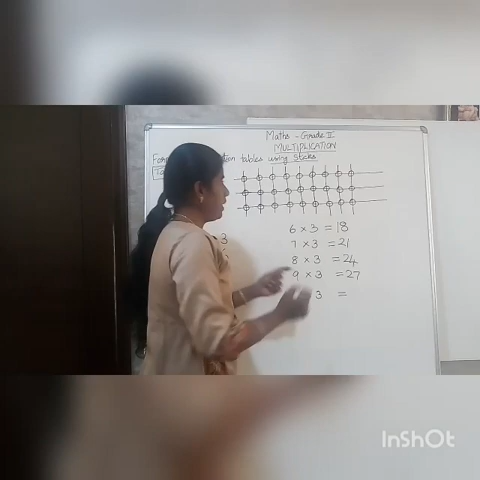 Maths - Grade II
MULTIPLICATION
tables using sticks
3
6 × 3 = 18
7 × 3 = 21
8 × 3 = 24
9 × 3 = 27
3 =
InShOt